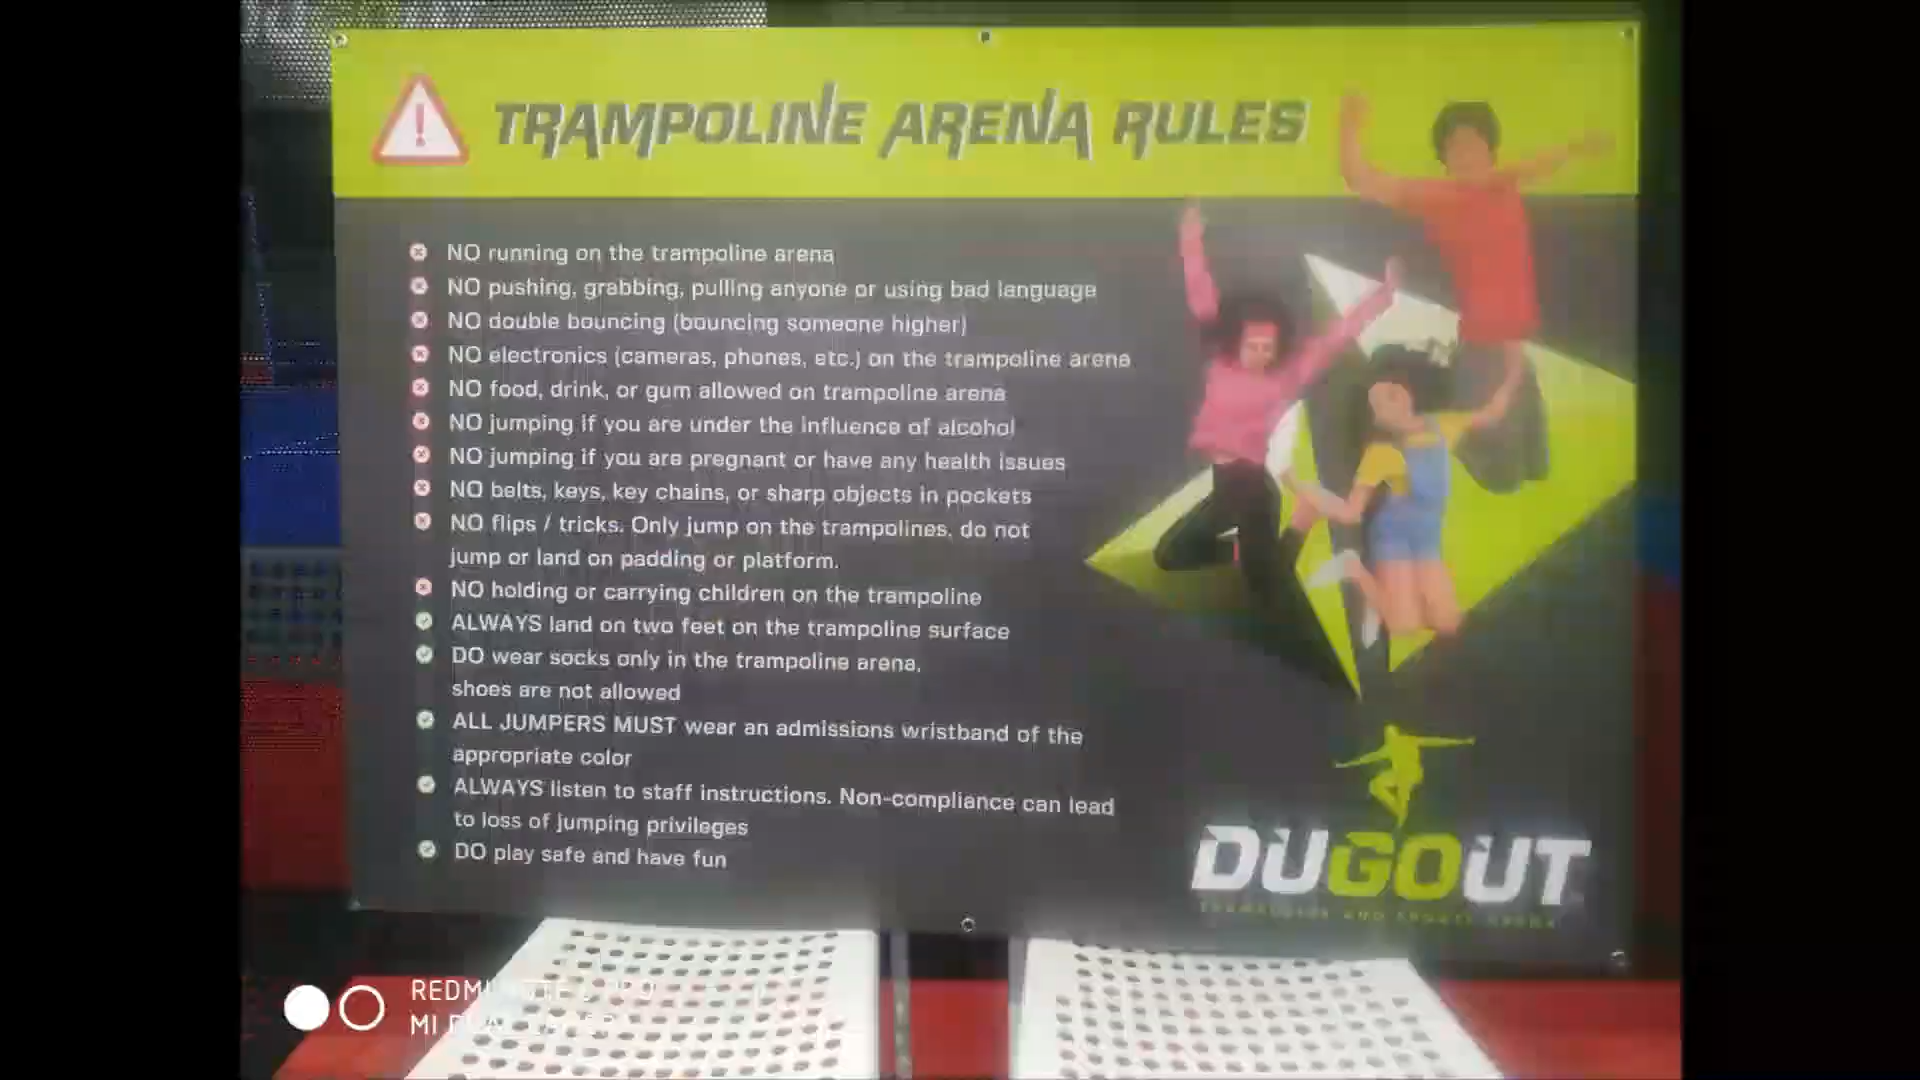 TRAMPOLINE ARENA RULES
NO running on the trampoline arena
NO pushing, grabbing, pulling anyone or using bad language
NO double bouncing (bouncing someone higher)
NO electronics (cameras, phones, etc.) on the trampoline arena
NO food, drink, or gum allowed on trampoline arena
NO jumping if you are under the influence of alcohol
NO jumping if you are pregnant or have any health issues
NO belts, keys, key chains, or sharp objects in pockets
NO flips / tricks. Only jump on the trampolines, do not
jump or land on padding or platform.
NO holding or carrying children on the trampoline
ALWAYS land on two feet on the trampoline surface
DO wear socks only in the trampoline arena,
shoes are not allowed
ALL JUMPERS MUST wear an admissions wristband of the
appropriate color
ALWAYS listen to staff instructions. Non-compliance can lead
to loss of jumping privileges
DO play safe and have fun
DUGOUT
TRAMPOLINE AND SPORTS ARENA
MI